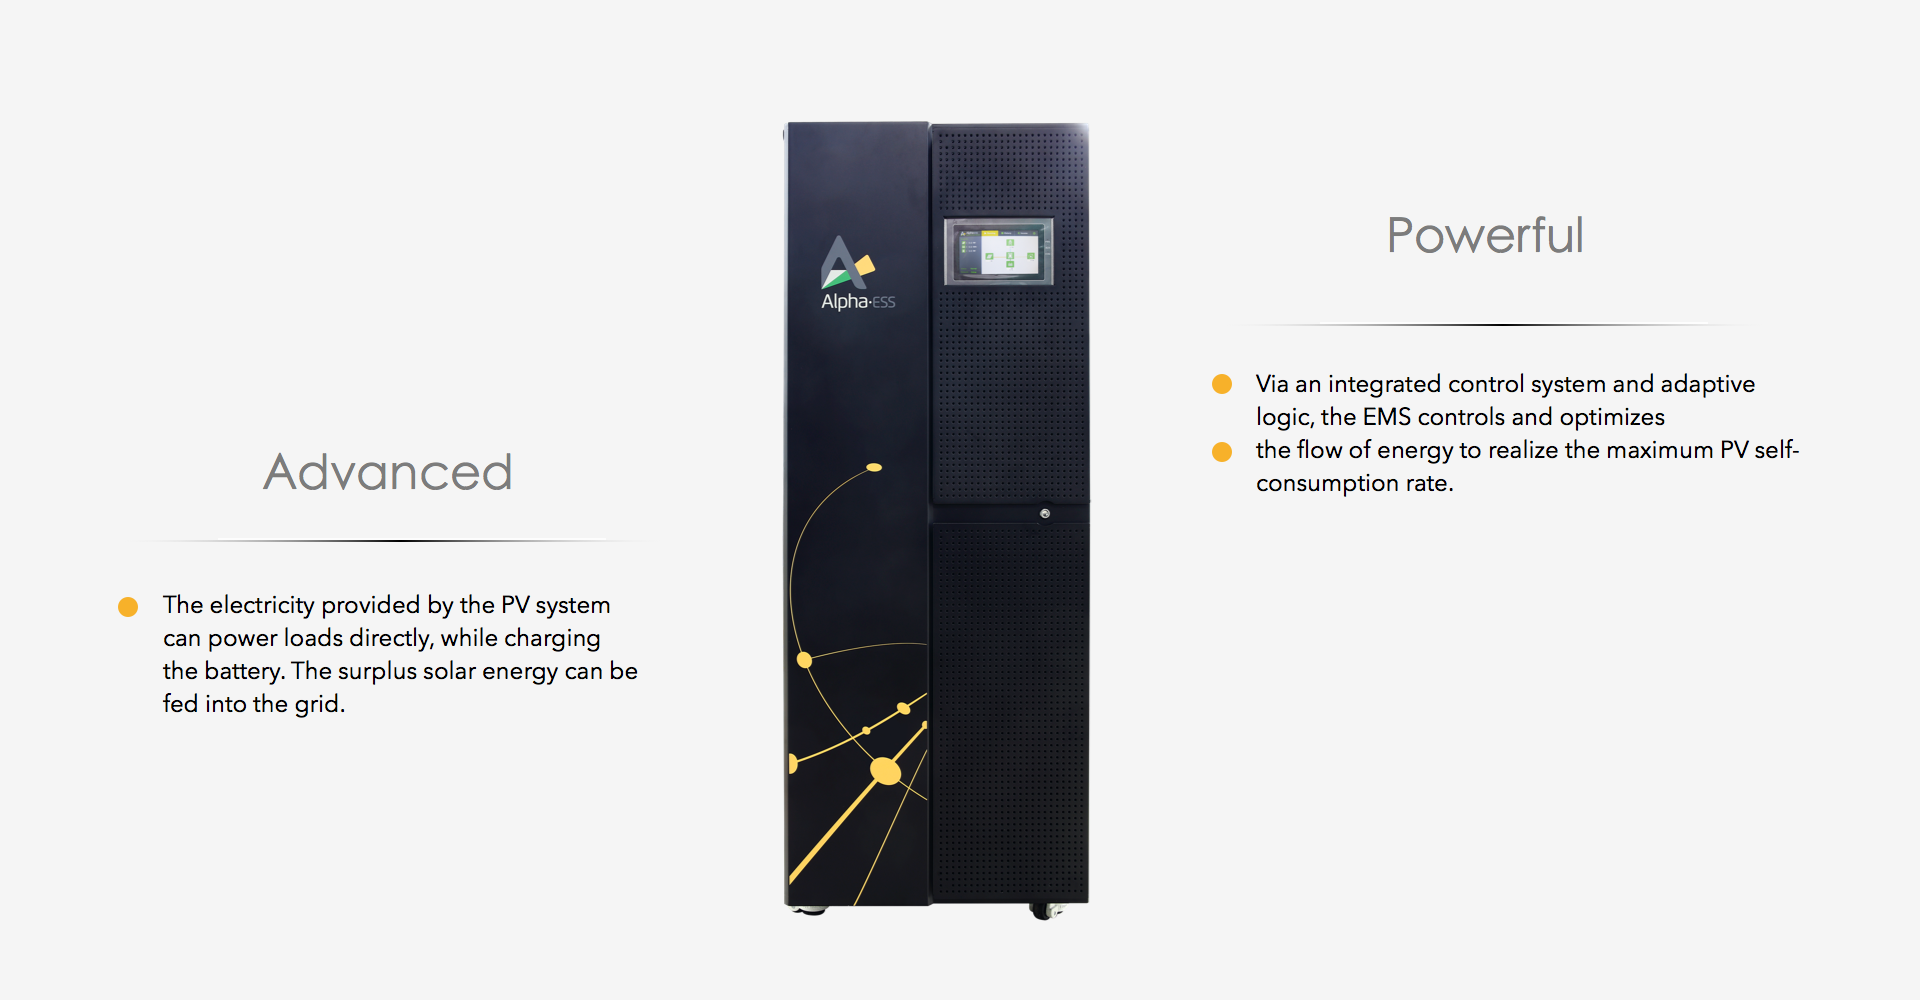 Advanced
The electricity provided by the PV system
can power loads directly, while charging
the battery. The surplus solar energy can be
fed into the grid.
Alpha·ESS
Powerful
Via an integrated control system and adaptive
logic, the EMS controls and optimizes
the flow of energy to realize the maximum PV self-
consumption rate.